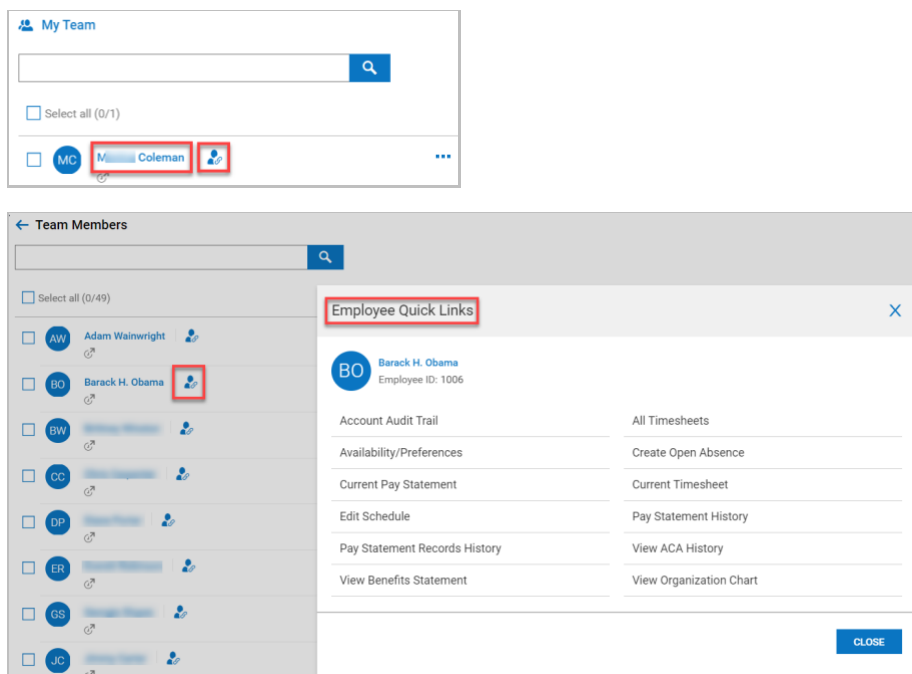 My Team
Select all (0/1)
MC
M Coleman
Team Members
Select all (0/49)
AW
Adam Wainwright
BO
Barack H. Obama
BW
CC
DP
ER
GS
JC
Employee Quick Links
BO
Barack H. Obama
Employee ID: 1006
Account Audit Trail
All Timesheets
Availability/Preferences
Create Open Absence
Current Pay Statement
Current Timesheet
Edit Schedule
Pay Statement History
Pay Statement Records History
View ACA History
View Benefits Statement
View Organization Chart
CLOSE